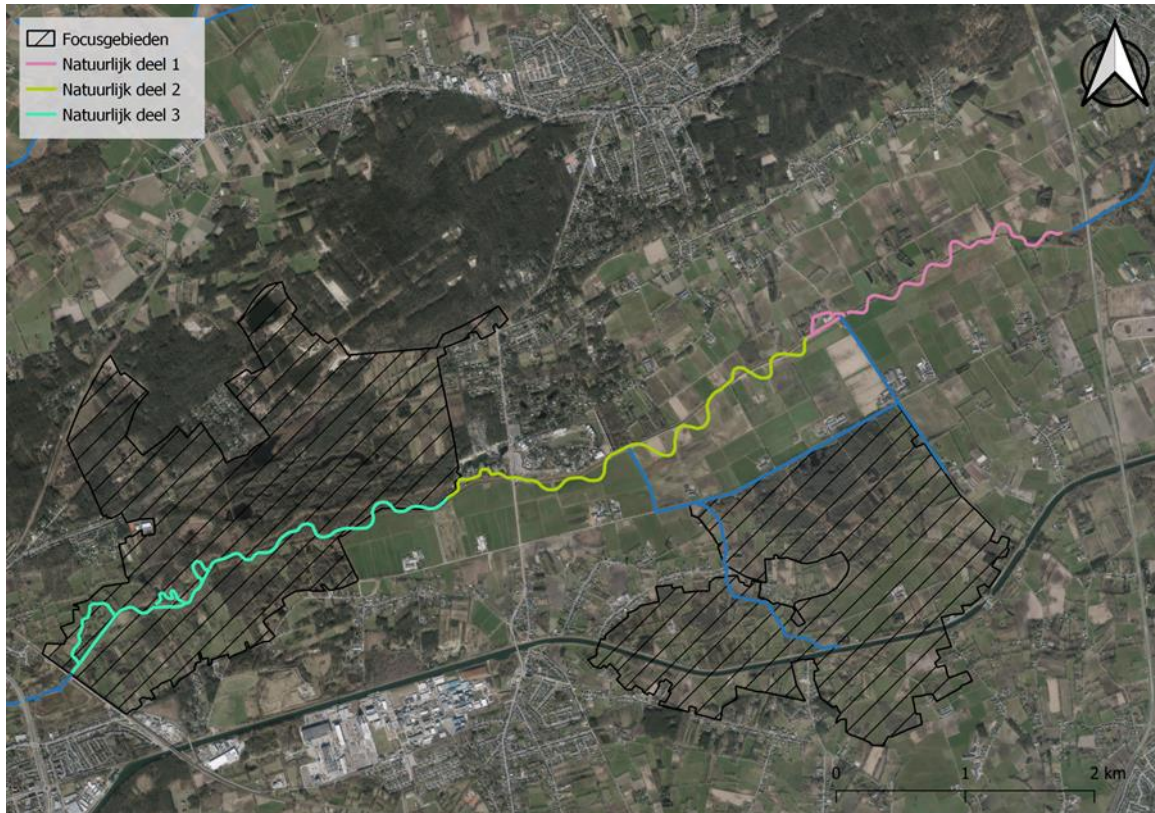 Focusgebieden
Natuurlijk deel 1
Natuurlijk deel 2
Natuurlijk deel 3
0 1 2 km